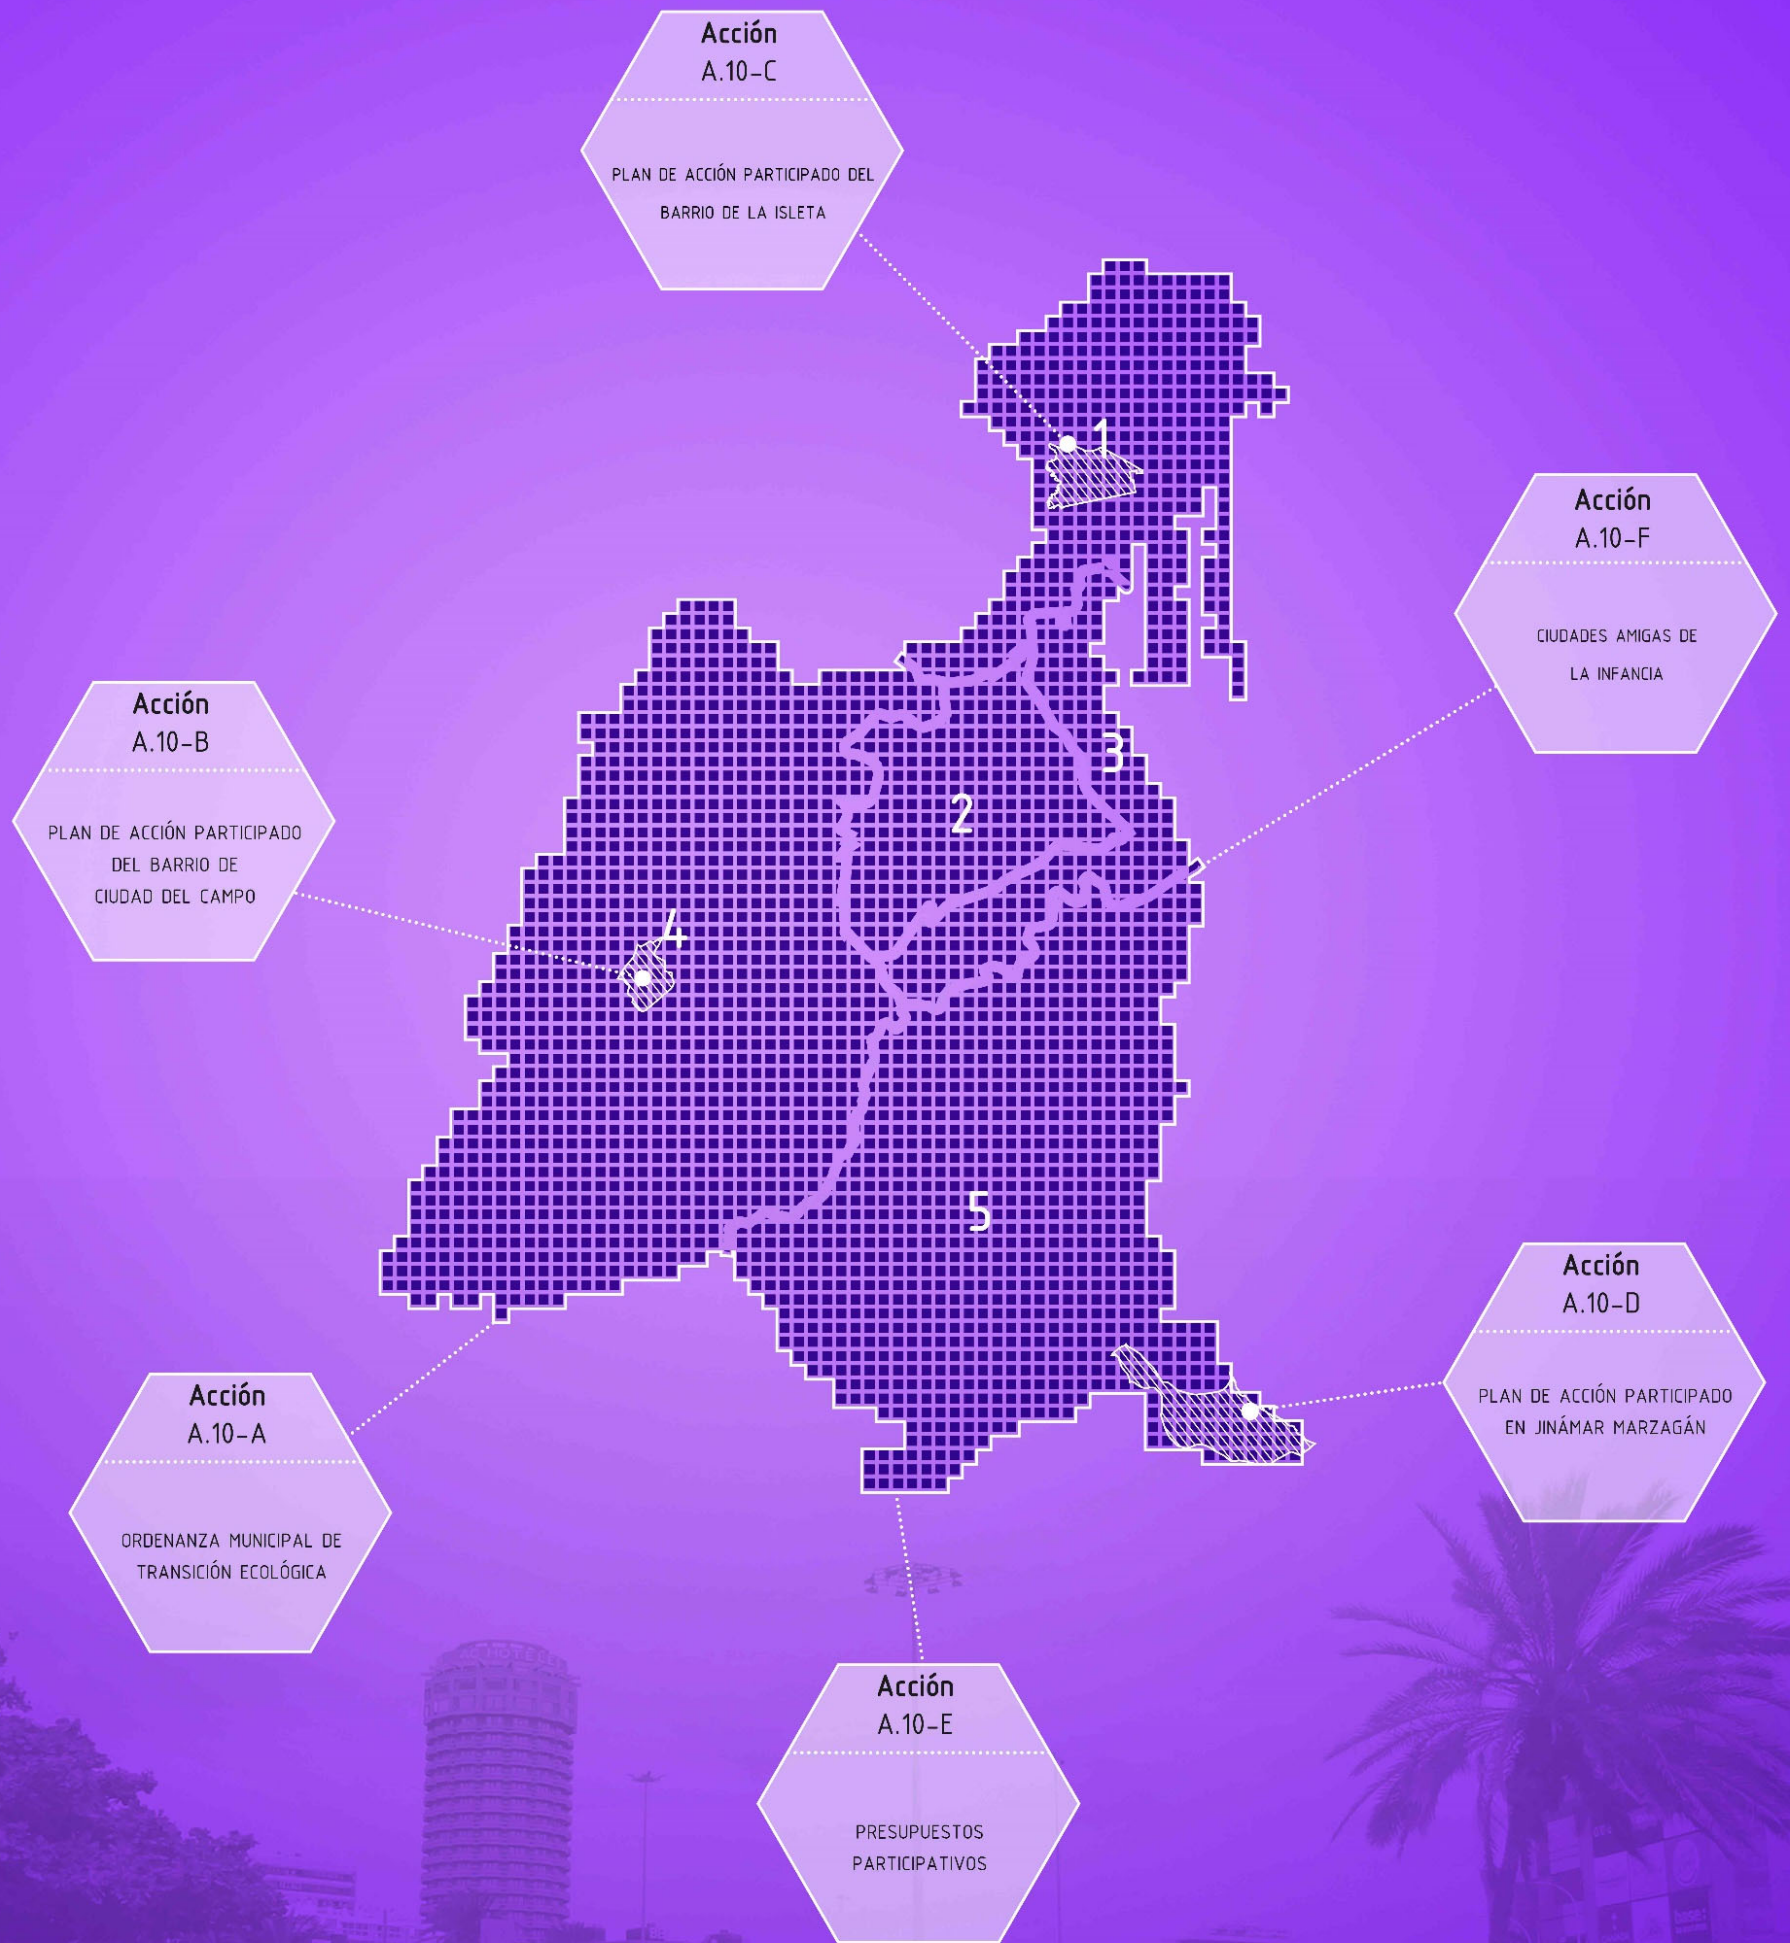 Acción
A.10-C
PLAN DE ACCIÓN PARTICIPADO DEL
BARRIO DE LA ISLETA
1
Acción
A.10-F
CIUDADES AMIGAS DE
LA INFANCIA
Acción
A.10-B
PLAN DE ACCIÓN PARTICIPADO
DEL BARRIO DE
CIUDAD DEL CAMPO
3
2
4
5
Acción
A.10-D
PLAN DE ACCIÓN PARTICIPADO
EN JINÁMAR MARZAGÁN
Acción
A.10-A
ORDENANZA MUNICIPAL DE
TRANSICIÓN ECOLÓGICA
AC HOTEL
Acción
A.10-E
PRESUPUESTOS
PARTICIPATIVOS